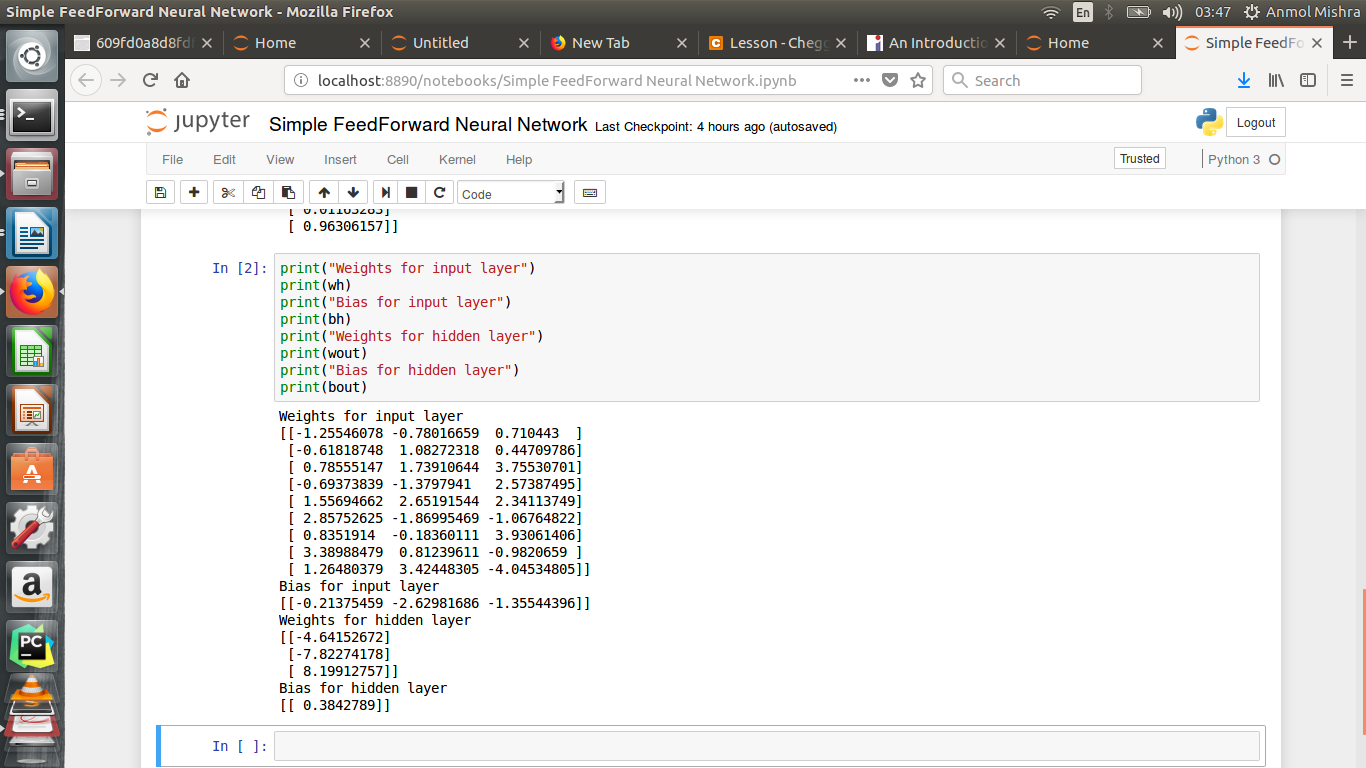 Simple FeedForward Neural Network - Mozilla Firefox
En
03:47
Anmol Mishra
609fd0a8d8fd
Home
Untitled
New Tab
Lesson - Chegg
An Introductio
Home
Simple FeedFo
localhost:8890/notebooks/Simple FeedForward Neural Network.ipynb
Search
jupyter
Simple FeedForward Neural Network Last Checkpoint: 4 hours ago (autosaved)
Logout
File Edit View Insert Cell Kernel Help
Trusted
Python 3
Code
[ 0.01163283]
[ 0.96306157]]
In [2]:
print("Weights for input layer")
print(wh)
print("Bias for input layer")
print(bh)
print("Weights for hidden layer")
print(wout)
print("Bias for hidden layer")
print(bout)
Weights for input layer
[[-1.25546078 -0.78016659  0.710443  ]
 [-0.61818748  1.08272318  0.44709786]
 [ 0.78555147  1.73910644  3.75530701]
 [-0.69373839 -1.3797941   2.57387495]
 [ 1.55694662  2.65191544  2.34113749]
 [ 2.85752625 -1.86995469 -1.06764822]
 [ 0.8351914  -0.18360111  3.93061406]
 [ 3.38988479  0.81239611 -0.9820659 ]
 [ 1.26480379  3.42448305 -4.04534805]]
Bias for input layer
[[-0.21375459 -2.62981686 -1.35544396]]
Weights for hidden layer
[[-4.64152672]
 [-7.82274178]
 [ 8.19912757]]
Bias for hidden layer
[[ 0.3842789]]
In [ ]:
PC